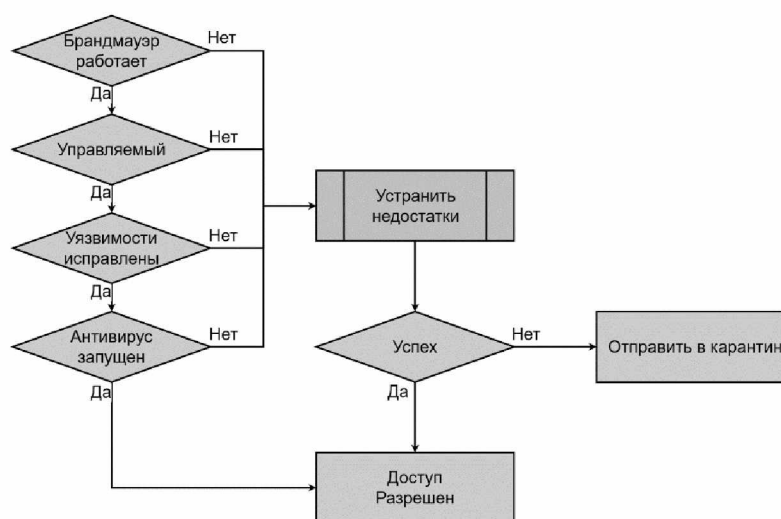 Брандмауэр
работает
Нет
Да
Управляемый
Нет
Да
Уязвимости
исправлены
Нет
Да
Антивирус
запущен
Нет
Да
Устранить
недостатки
Успех
Нет
Да
Отправить в карантин
Доступ
Разрешен